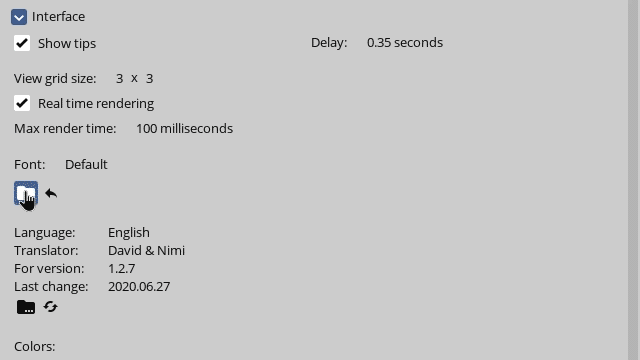 Interface
Show tips Delay: 0.35 seconds
View grid size: 3 x 3
Real time rendering
Max render time: 100 milliseconds
Font: Default
Language: English
Translator: David & Nimi
For version: 1.2.7
Last change: 2020.06.27
Colors: